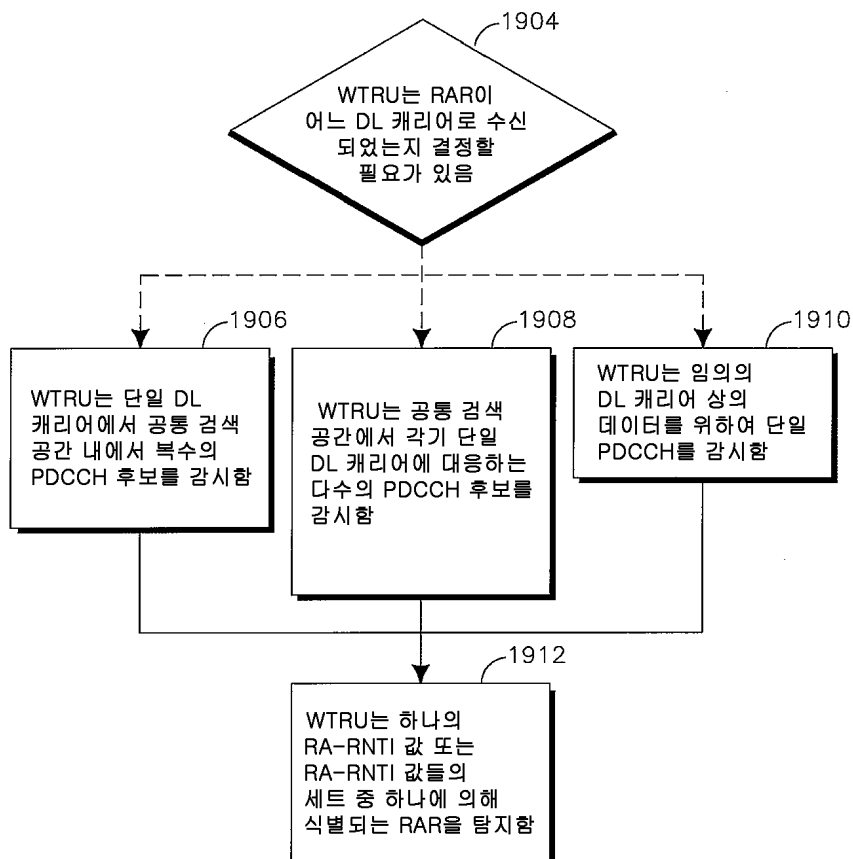 1904
WTRU는 RAR이
어느 DL 캐리어로 수신
되었는지 결정할
필요가 있음
1906
WTRU는 단일 DL
캐리어에서 공통 검색
공간 내에서 복수의
PDCCH 후보를 감시함
1908
WTRU는 공통 검색
공간에서 각기 단일
DL 캐리어에 대응하는
다수의 PDCCH 후보를
감시함
1910
WTRU는 임의의
DL 캐리어 상의
데이터를 위하여 단일
PDCCH를 감시함
1912
WTRU는 하나의
RA-RNTI 값 또는
RA-RNTI 값들의
세트 중 하나에 의해
식별되는 RAR을 탐지함